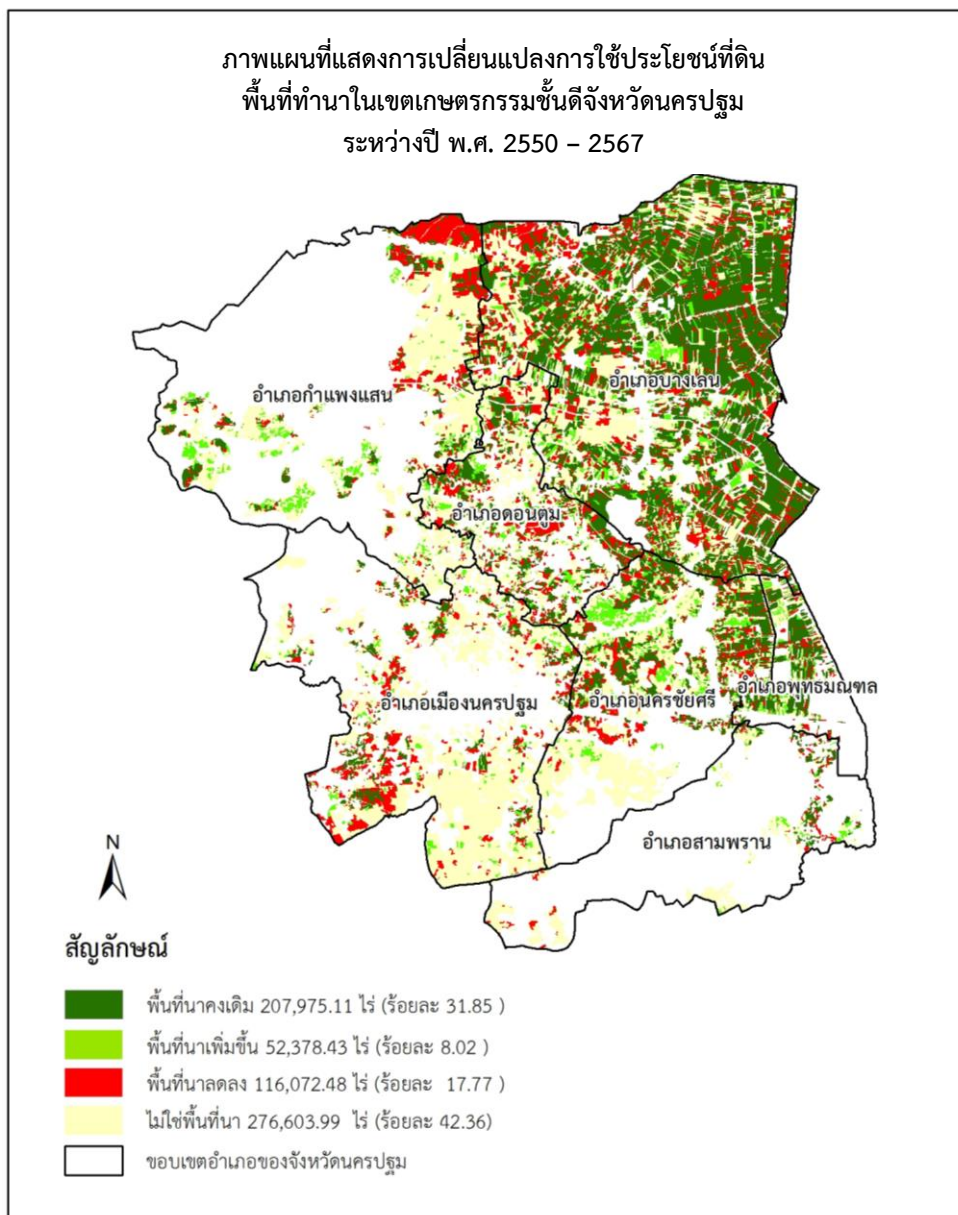 ภาพแผนที่แสดงการเปลี่ยนแปลงการใช้ประโยชน์ที่ดิน
พื้นที่ทำนาในเขตเกษตรกรรมชั้นดีจังหวัดนครปฐม
ระหว่างปี พ.ศ. 2550 – 2567
อำเภอบางเลน
อำเภอกำแพงแสน
อำเภอดอนตูม
อำเภอพุทธมณฑล
อำเภอเมืองนครปฐม
อำเภอนครชัยศรี
อำเภอสามพราน
N
สัญลักษณ์
พื้นที่นาคงเดิม 207,975.11 ไร่ (ร้อยละ 31.85 )
พื้นที่นาเพิ่มขึ้น 52,378.43 ไร่ (ร้อยละ 8.02 )
พื้นที่นาลดลง 116,072.48 ไร่ (ร้อยละ 17.77 )
ไม่ใช่พื้นที่นา 276,603.99 ไร่ (ร้อยละ 42.36)
ขอบเขตอำเภอของจังหวัดนครปฐม